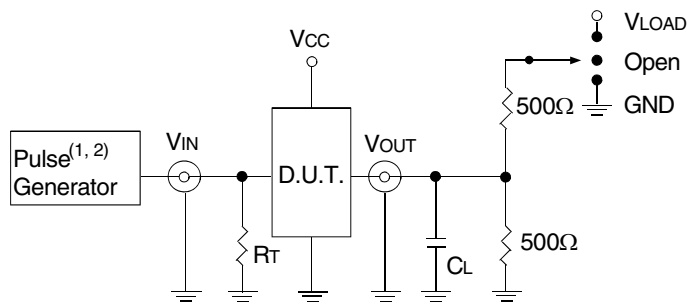 VLOAD
VCC
Open
500Ω
GND
Pulse(1, 2)
Generator
VIN
D.U.T.
VOUT
RT
CL
500Ω